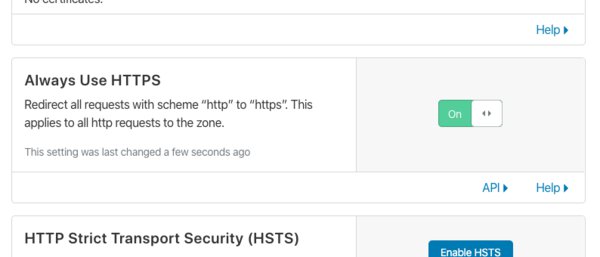 No certificates.
Help
Always Use HTTPS
Redirect all requests with scheme “http” to “https”. This
applies to all http requests to the zone.
On
This setting was last changed a few seconds ago
API
Help
HTTP Strict Transport Security (HSTS)
Enable HSTS